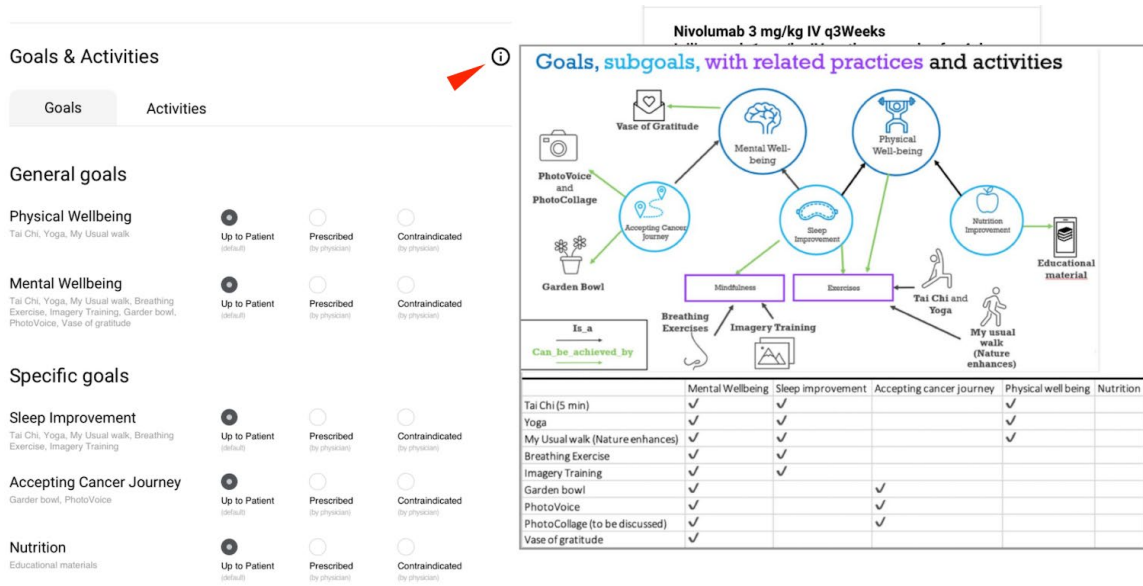 Goals & Activities
Goals
Activities
General goals
Physical Wellbeing
Tai Chi, Yoga, My Usual walk
Up to Patient
(default)
Prescribed
(by physician)
Contraindicated
(by physician)
Mental Wellbeing
Tai Chi, Yoga, My Usual walk, Breathing
Exercise, Imagery Training, Garder bowl,
PhotoVoice, Vase of gratitude
Up to Patient
(default)
Prescribed
(by physician)
Contraindicated
(by physician)
Specific goals
Sleep Improvement
Tai Chi, Yoga, My Usual walk, Breathing
Exercise, Imagery Training
Up to Patient
(default)
Prescribed
(by physician)
Contraindicated
(by physician)
Accepting Cancer Journey
Garder bowl, PhotoVoice
Up to Patient
(default)
Prescribed
(by physician)
Contraindicated
(by physician)
Nutrition
Educational materials
Up to Patient
(default)
Prescribed
(by physician)
Contraindicated
(by physician)
Nivolumab 3 mg/kg IV q3Weeks
Goals, subgoals, with related practices and activities
Vase of Gratitude
Mental Well-
being
Physical
Well-being
PhotoVoice
and
PhotoCollage
Accepting Cancer
Journey
Sleep
Improvement
Nutrition
Improvement
Garden Bowl
Educational
material
Mindfulness
Exercises
Tai Chi and
Yoga
Breathing
Exercises
Imagery Training
My usual
walk
(Nature
enhances)
Is_a
Can_be_achieved_by
Mental Wellbeing Sleep improvement Accepting cancer journey Physical well being Nutrition
Tai Chi (5 min) ✓ ✓ ✓
Yoga ✓ ✓ ✓
My Usual walk (Nature enhances) ✓ ✓ ✓
Breathing Exercise ✓ ✓
Imagery Training ✓ ✓
Garden bowl ✓ ✓
PhotoVoice ✓ ✓
PhotoCollage (to be discussed) ✓ ✓
Vase of gratitude ✓